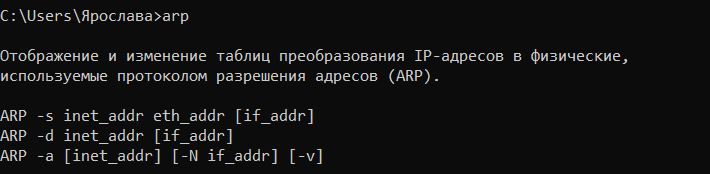 C:\Users\Ярослава>arp
Отображение и изменение таблиц преобразования IP-адресов в физические,
используемые протоколом разрешения адресов (ARP).
ARP -s inet_addr eth_addr [if_addr]
ARP -d inet_addr [if_addr]
ARP -a [inet_addr] [-N if_addr] [-v]